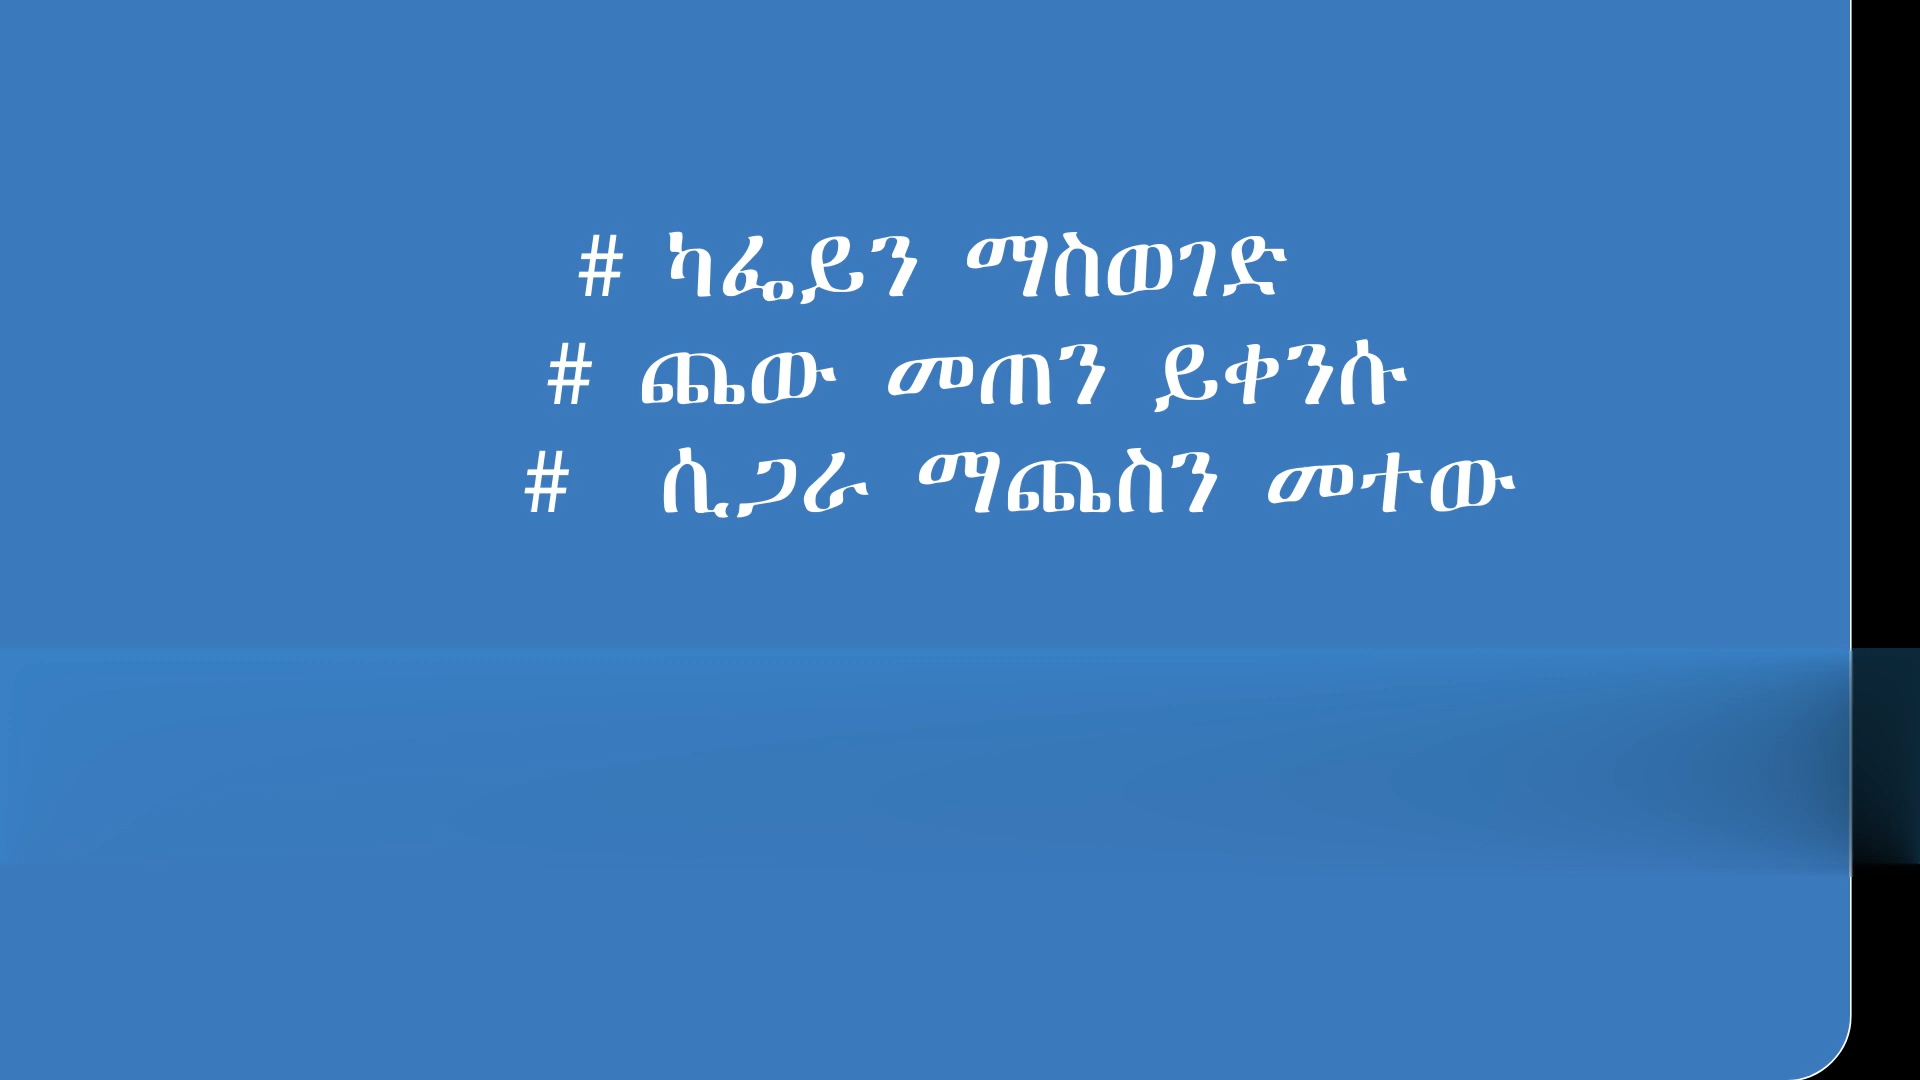 # ካፌይን ማስወገድ
# ጨው መጠን ይቀንሱ
# ሲጋራ ማጨስን መተው